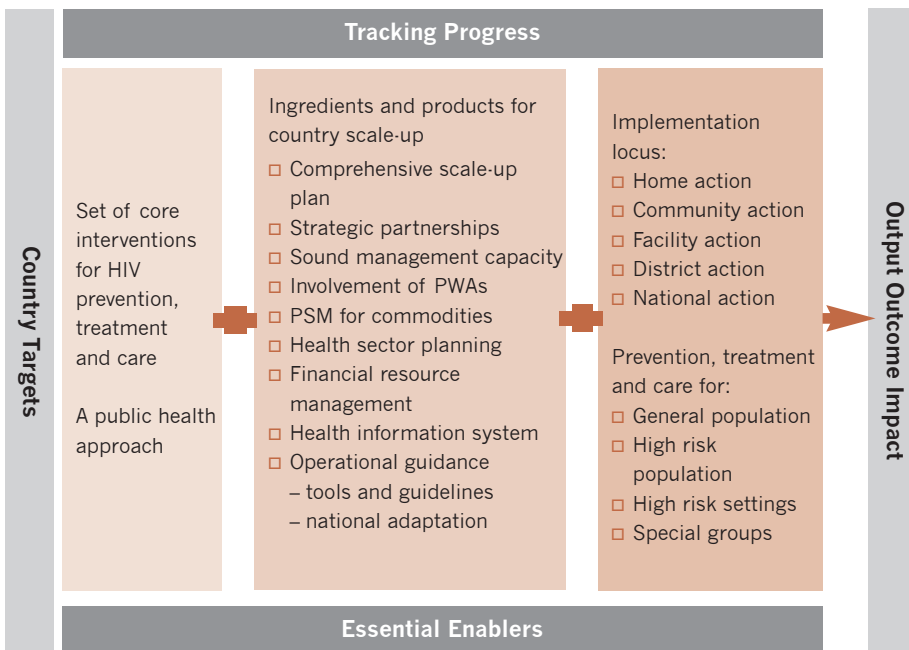 Tracking Progress
Country Targets
Set of core
interventions
for HIV
prevention,
treatment
and care
A public health
approach
Ingredients and products for
country scale-up
Comprehensive scale-up
plan
Strategic partnerships
Sound management capacity
Involvement of PWAs
PSM for commodities
Health sector planning
Financial resource
management
Health information system
Operational guidance
– tools and guidelines
– national adaptation
Implementation
locus:
Home action
Community action
Facility action
District action
National action
Prevention, treatment
and care for:
General population
High risk
population
High risk settings
Special groups
Output Outcome Impact
Essential Enablers